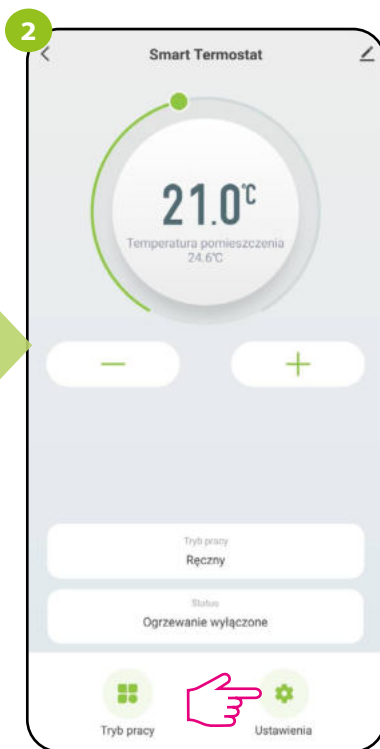 2
Smart Termostat
21.0°C
Temperatura pomieszczenia
24.6°C
Tryb pracy
Ręczny
Status
Ogrzewanie wyłączone
Tryb pracy
Ustawienia